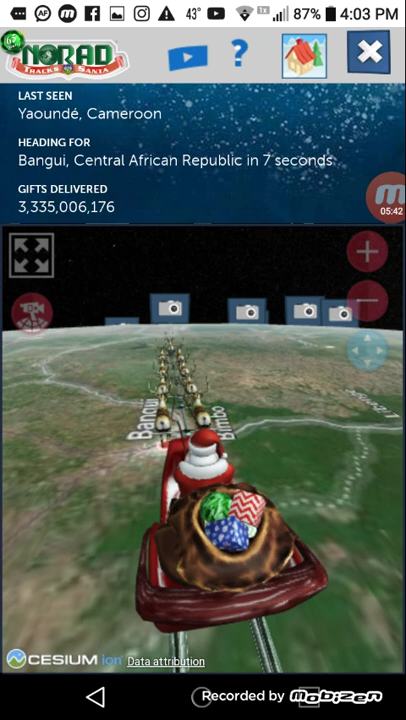 43° 1x 87% 4:03 PM
65
NORAD
TRACKS SANTA
?
LAST SEEN
Yaoundé, Cameroon
HEADING FOR
Bangui, Central African Republic in 7 seconds
GIFTS DELIVERED
3,335,006,176
05:42
Bangui
Bimbo
CESIUM ion Data attribution
Recorded by Mobizen